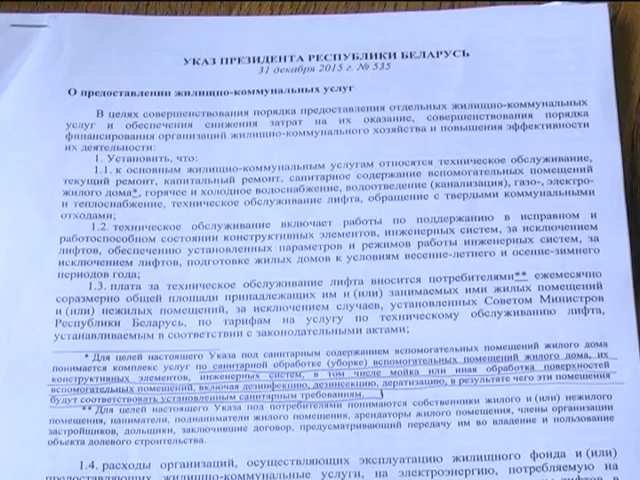 УКАЗ ПРЕЗИДЕНТА РЕСПУБЛИКИ БЕЛАРУСЬ
31 декабря 2015 г. № 535
О предоставлении жилищно-коммунальных услуг
В целях совершенствования порядка предоставления отдельных жилищно-коммунальных
услуг и обеспечения снижения затрат на их оказание, совершенствования порядка
финансирования организаций жилищно-коммунального хозяйства и повышения эффективности
их деятельности:
1. Установить, что:
1.1. к основным жилищно-коммунальным услугам относятся техническое обслуживание,
текущий ремонт, капитальный ремонт, санитарное содержание вспомогательных помещений
жилого дома*, горячее и холодное водоснабжение, водоотведение (канализация), газо-, электро-
и теплоснабжение, техническое обслуживание лифта, обращение с твердыми коммунальными
отходами;
1.2. техническое обслуживание включает работы по поддержанию в исправном и
работоспособном состоянии конструктивных элементов, инженерных систем, за исключением
лифтов, обеспечению установленных параметров и режимов работы инженерных систем, за
исключением лифтов, подготовке жилых домов к условиям весенне-летнего и осенне-зимнего
периодов года;
1.3. плата за техническое обслуживание лифта вносится потребителями** ежемесячно
соразмерно общей площади принадлежащих им и (или) занимаемых ими жилых помещений
и (или) нежилых помещений, за исключением случаев, установленных Советом Министров
Республики Беларусь, по тарифам на услугу по техническому обслуживанию лифта,
устанавливаемым в соответствии с законодательными актами;
* Для целей настоящего Указа под санитарным содержанием вспомогательных помещений жилого дома
понимается комплекс услуг по санитарной обработке (уборке) вспомогательных помещений жилого дома, их
конструктивных элементов, инженерных систем, в том числе мойка или иная обработка поверхностей
вспомогательных помещений, включая дезинфекцию, дезинсекцию, дератизацию, в результате чего эти помещения
будут соответствовать установленным санитарным требованиям.
** Для целей настоящего Указа под потребителями понимаются собственники жилого и (или) нежилого
помещения, наниматели, поднаниматели жилого помещения, арендаторы жилого помещения, члены организации
застройщиков, дольщики, заключившие договор, предусматривающий передачу им во владение и пользование
объекта долевого строительства.
1.4. расходы организаций, осуществляющих эксплуатацию жилищного фонда и (или)
предоставляющих жилищно-коммунальные услуги, на электроэнергию, потребляемую на